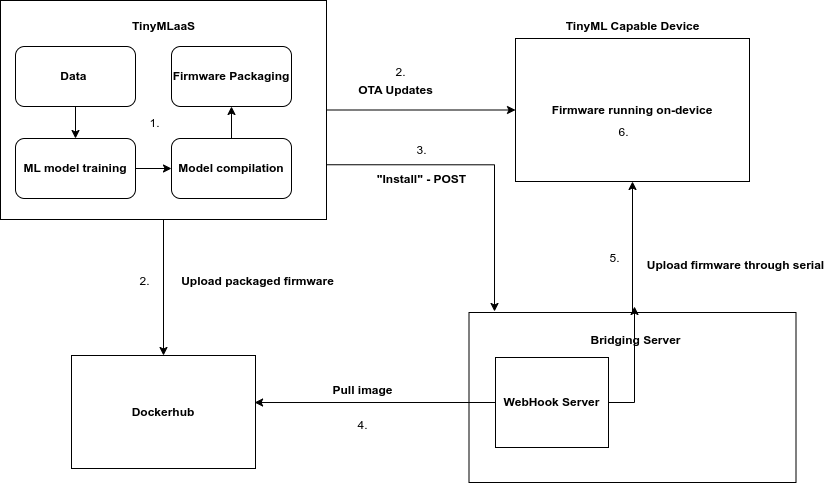 TinyMLaaS
TinyML Capable Device
Data
Firmware Packaging
2.
OTA Updates
Firmware running on-device
6.
1.
ML model training
Model compilation
3.
"Install" - POST
5.
Upload firmware through serial
2.
Upload packaged firmware
Bridging Server
Pull image
WebHook Server
Dockerhub
4.